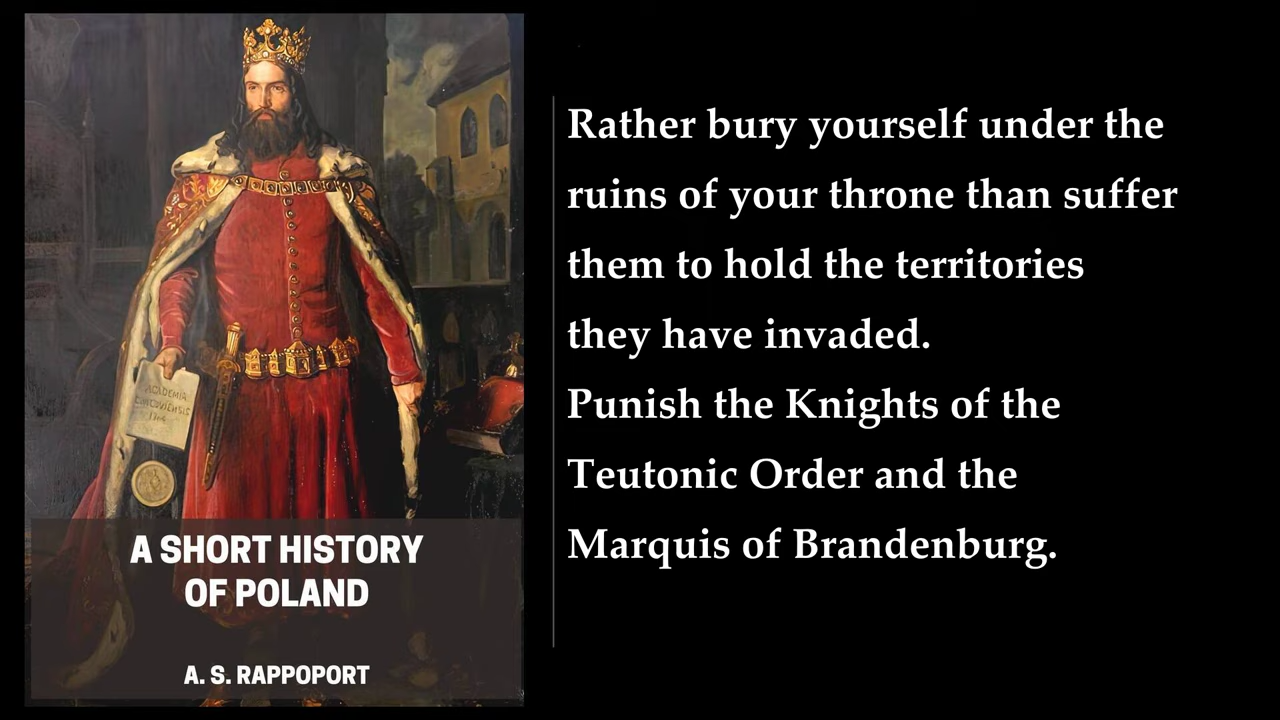 ACADEMIA
A SHORT HISTORY
OF POLAND
A. S. RAPPOPORT
Rather bury yourself under the
ruins of your throne than suffer
them to hold the territories
they have invaded.
Punish the Knights of the
Teutonic Order and the
Marquis of Brandenburg.